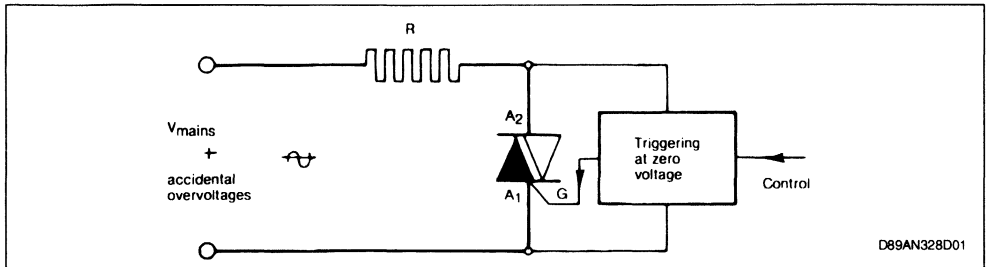 R
A2
Vmains
+
accidental
overvoltages
Triggering
at zero
voltage
Control
A1
G
D89AN328D01